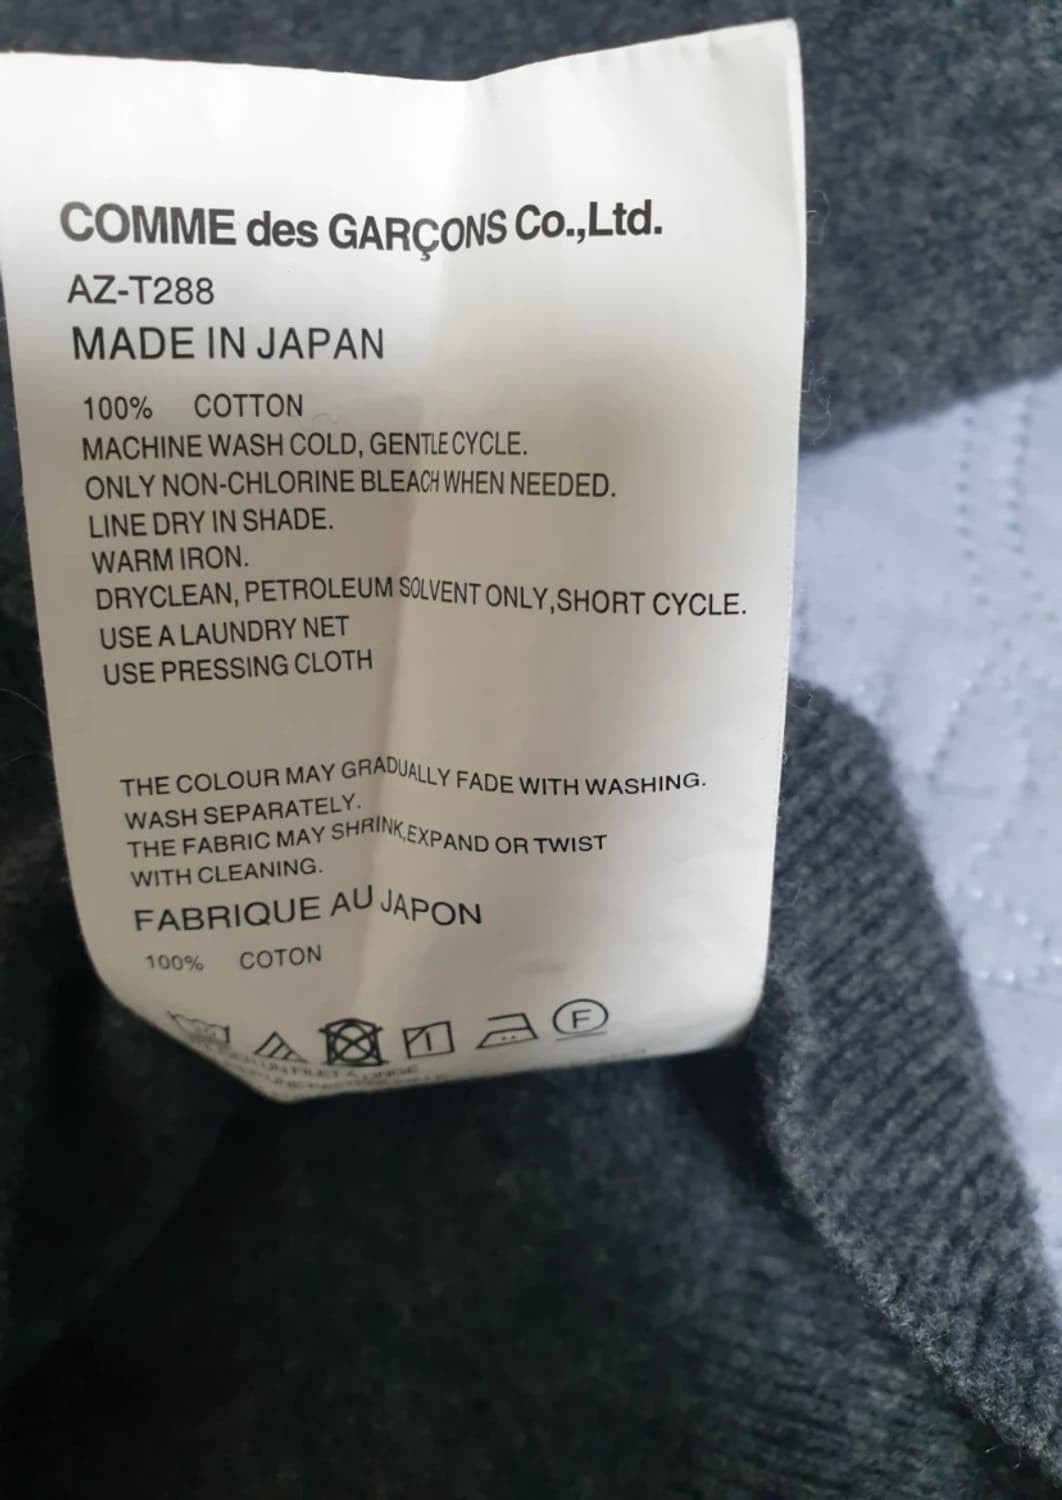 COMME des GARÇONS Co.,Ltd.
AZ-T288
MADE IN JAPAN
100% COTTON
MACHINE WASH COLD, GENTLE CYCLE.
ONLY NON-CHLORINE BLEACH WHEN NEEDED.
LINE DRY IN SHADE.
WARM IRON.
DRYCLEAN, PETROLEUM SOLVENT ONLY,SHORT CYCLE.
USE A LAUNDRY NET
USE PRESSING CLOTH
THE COLOUR MAY GRADUALLY FADE WITH WASHING.
WASH SEPARATELY.
THE FABRIC MAY SHRINK,EXPAND OR TWIST
WITH CLEANING.
FABRIQUE AU JAPON
100% COTON
F
UN FILET A LINGE